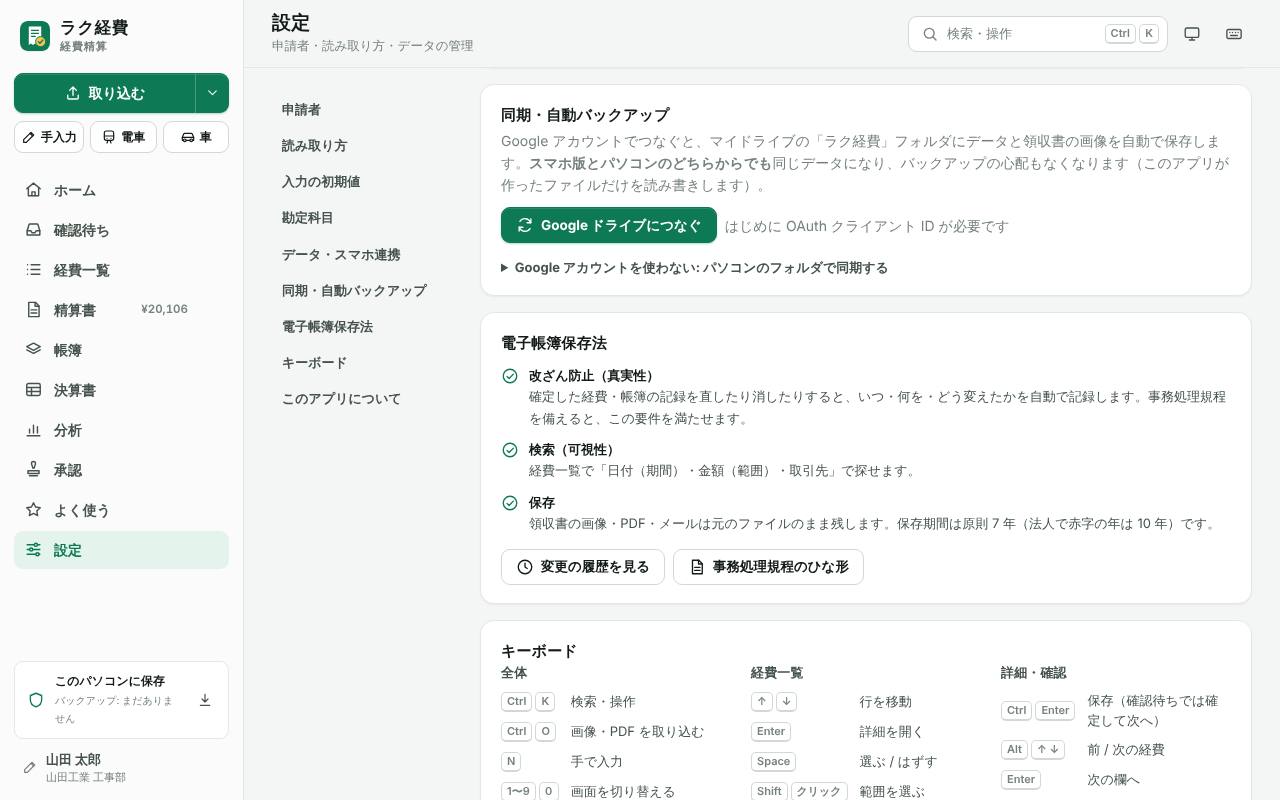 ラク経費
経費精算
取り込む
手入力
電車
車
ホーム
確認待ち
経費一覧
精算書 ¥20,106
帳簿
決算書
分析
承認
よく使う
設定
このパソコンに保存
バックアップ: まだありま
せん
山田 太郎
山田工業 工事部
設定
申請者・読み取り方・データの管理
検索・操作 Ctrl K
申請者
読み取り方
入力の初期値
勘定科目
データ・スマホ連携
同期・自動バックアップ
電子帳簿保存法
キーボード
このアプリについて
同期・自動バックアップ
Google アカウントでつなぐと、マイドライブの「ラク経費」フォルダにデータと領収書の画像を自動で保存しま
す。スマホ版とパソコンのどちらからでも同じデータになり、バックアップの心配もなくなります（このアプリが
作ったファイルだけを読み書きします）。
Google ドライブにつなぐ はじめに OAuth クライアント ID が必要です
▶ Google アカウントを使わない: パソコンのフォルダで同期する
電子帳簿保存法
改ざん防止（真実性）
確定した経費・帳簿の記録を直したり消したりすると、いつ・何を・どう変えたかを自動で記録します。事務処理規程
を備えると、この要件を満たせます。
検索（可視性）
経費一覧で「日付（期間）・金額（範囲）・取引先」で探せます。
保存
領収書の画像・PDF・メールは元のファイルのまま残します。保存期間は原則 7 年（法人で赤字の年は 10 年）です。
変更の履歴を見る
事務処理規程のひな形
キーボード
全体
Ctrl K 検索・操作
Ctrl O 画像・PDF を取り込む
N 手で入力
1〜9 0 画面を切り替える
経費一覧
↑ ↓ 行を移動
Enter 詳細を開く
Space 選ぶ / はずす
Shift クリック 範囲を選ぶ
詳細・確認
Ctrl Enter 保存（確認待ちでは確
定して次へ）
Alt ↑ ↓ 前 / 次の経費
Enter 次の欄へ